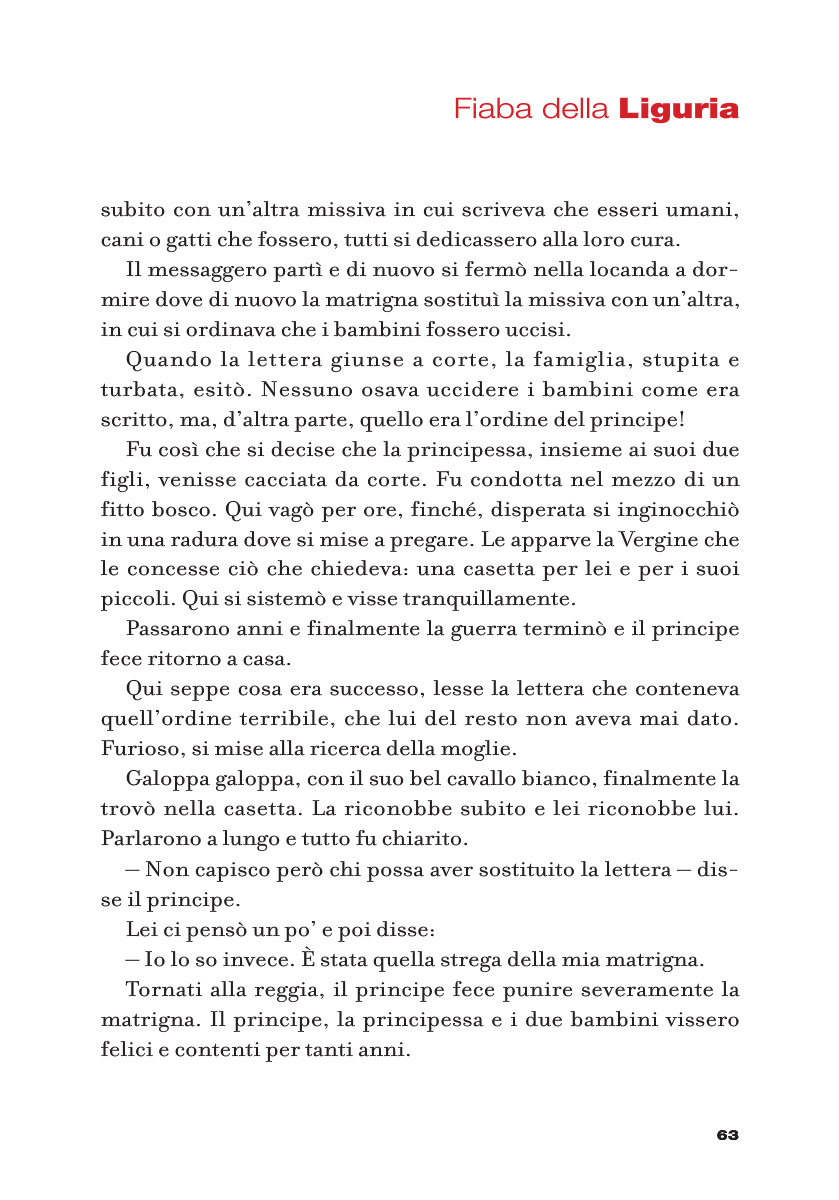 Fiaba della Liguria
subito con un’altra missiva in cui scriveva che esseri umani,
cani o gatti che fossero, tutti si dedicassero alla loro cura.
Il messaggero partì e di nuovo si fermò nella locanda a dor-
mire dove di nuovo la matrigna sostituì la missiva con un’altra,
in cui si ordinava che i bambini fossero uccisi.
Quando la lettera giunse a corte, la famiglia, stupita e
turbata, esitò. Nessuno osava uccidere i bambini come era
scritto, ma, d’altra parte, quello era l’ordine del principe!
Fu così che si decise che la principessa, insieme ai suoi due
figli, venisse cacciata da corte. Fu condotta nel mezzo di un
fitto bosco. Qui vagò per ore, finché, disperata si inginocchiò
in una radura dove si mise a pregare. Le apparve la Vergine che
le concesse ciò che chiedeva: una casetta per lei e per i suoi
piccoli. Qui si sistemò e visse tranquillamente.
Passarono anni e finalmente la guerra terminò e il principe
fece ritorno a casa.
Qui seppe cosa era successo, lesse la lettera che conteneva
quell’ordine terribile, che lui del resto non aveva mai dato.
Furioso, si mise alla ricerca della moglie.
Galoppa galoppa, con il suo bel cavallo bianco, finalmente la
trovò nella casetta. La riconobbe subito e lei riconobbe lui.
Parlarono a lungo e tutto fu chiarito.
— Non capisco però chi possa aver sostituito la lettera — dis-
se il principe.
Lei ci pensò un po’ e poi disse:
— Io lo so invece. È stata quella strega della mia matrigna.
Tornati alla reggia, il principe fece punire severamente la
matrigna. Il principe, la principessa e i due bambini vissero
felici e contenti per tanti anni.
63